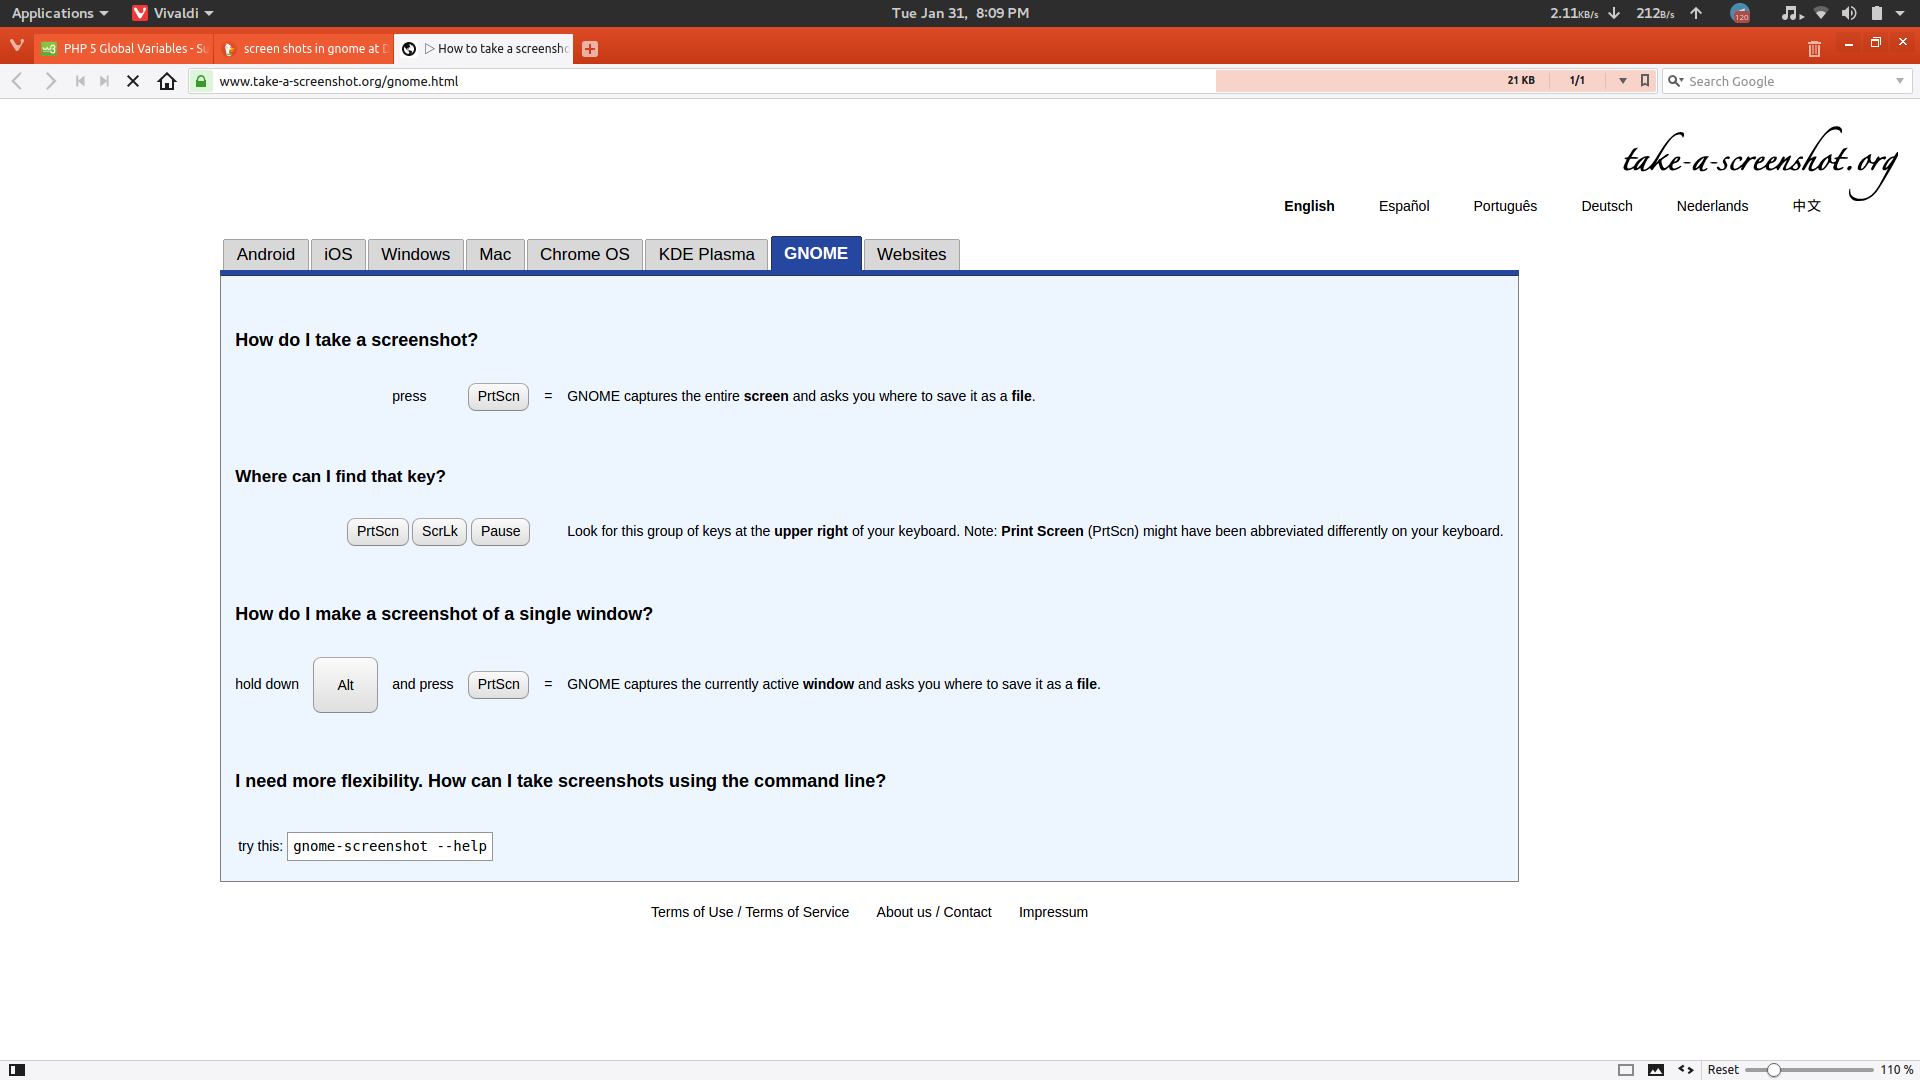 Applications Vivaldi Tue Jan 31, 8:09 PM 2.11KB/s 212B/s 120
PHP 5 Global Variables - Su screen shots in gnome at D ▷ How to take a screensho
www.take-a-screenshot.org/gnome.html 21 KB 1/1 Search Google
take-a-screenshot.org
English Español Português Deutsch Nederlands 中文
Android iOS Windows Mac Chrome OS KDE Plasma GNOME Websites
How do I take a screenshot?
press PrtScn = GNOME captures the entire screen and asks you where to save it as a file.
Where can I find that key?
PrtScn ScrLk Pause Look for this group of keys at the upper right of your keyboard. Note: Print Screen (PrtScn) might have been abbreviated differently on your keyboard.
How do I make a screenshot of a single window?
hold down Alt and press PrtScn = GNOME captures the currently active window and asks you where to save it as a file.
I need more flexibility. How can I take screenshots using the command line?
try this: gnome-screenshot --help
Terms of Use / Terms of Service About us / Contact Impressum
Reset 110 %